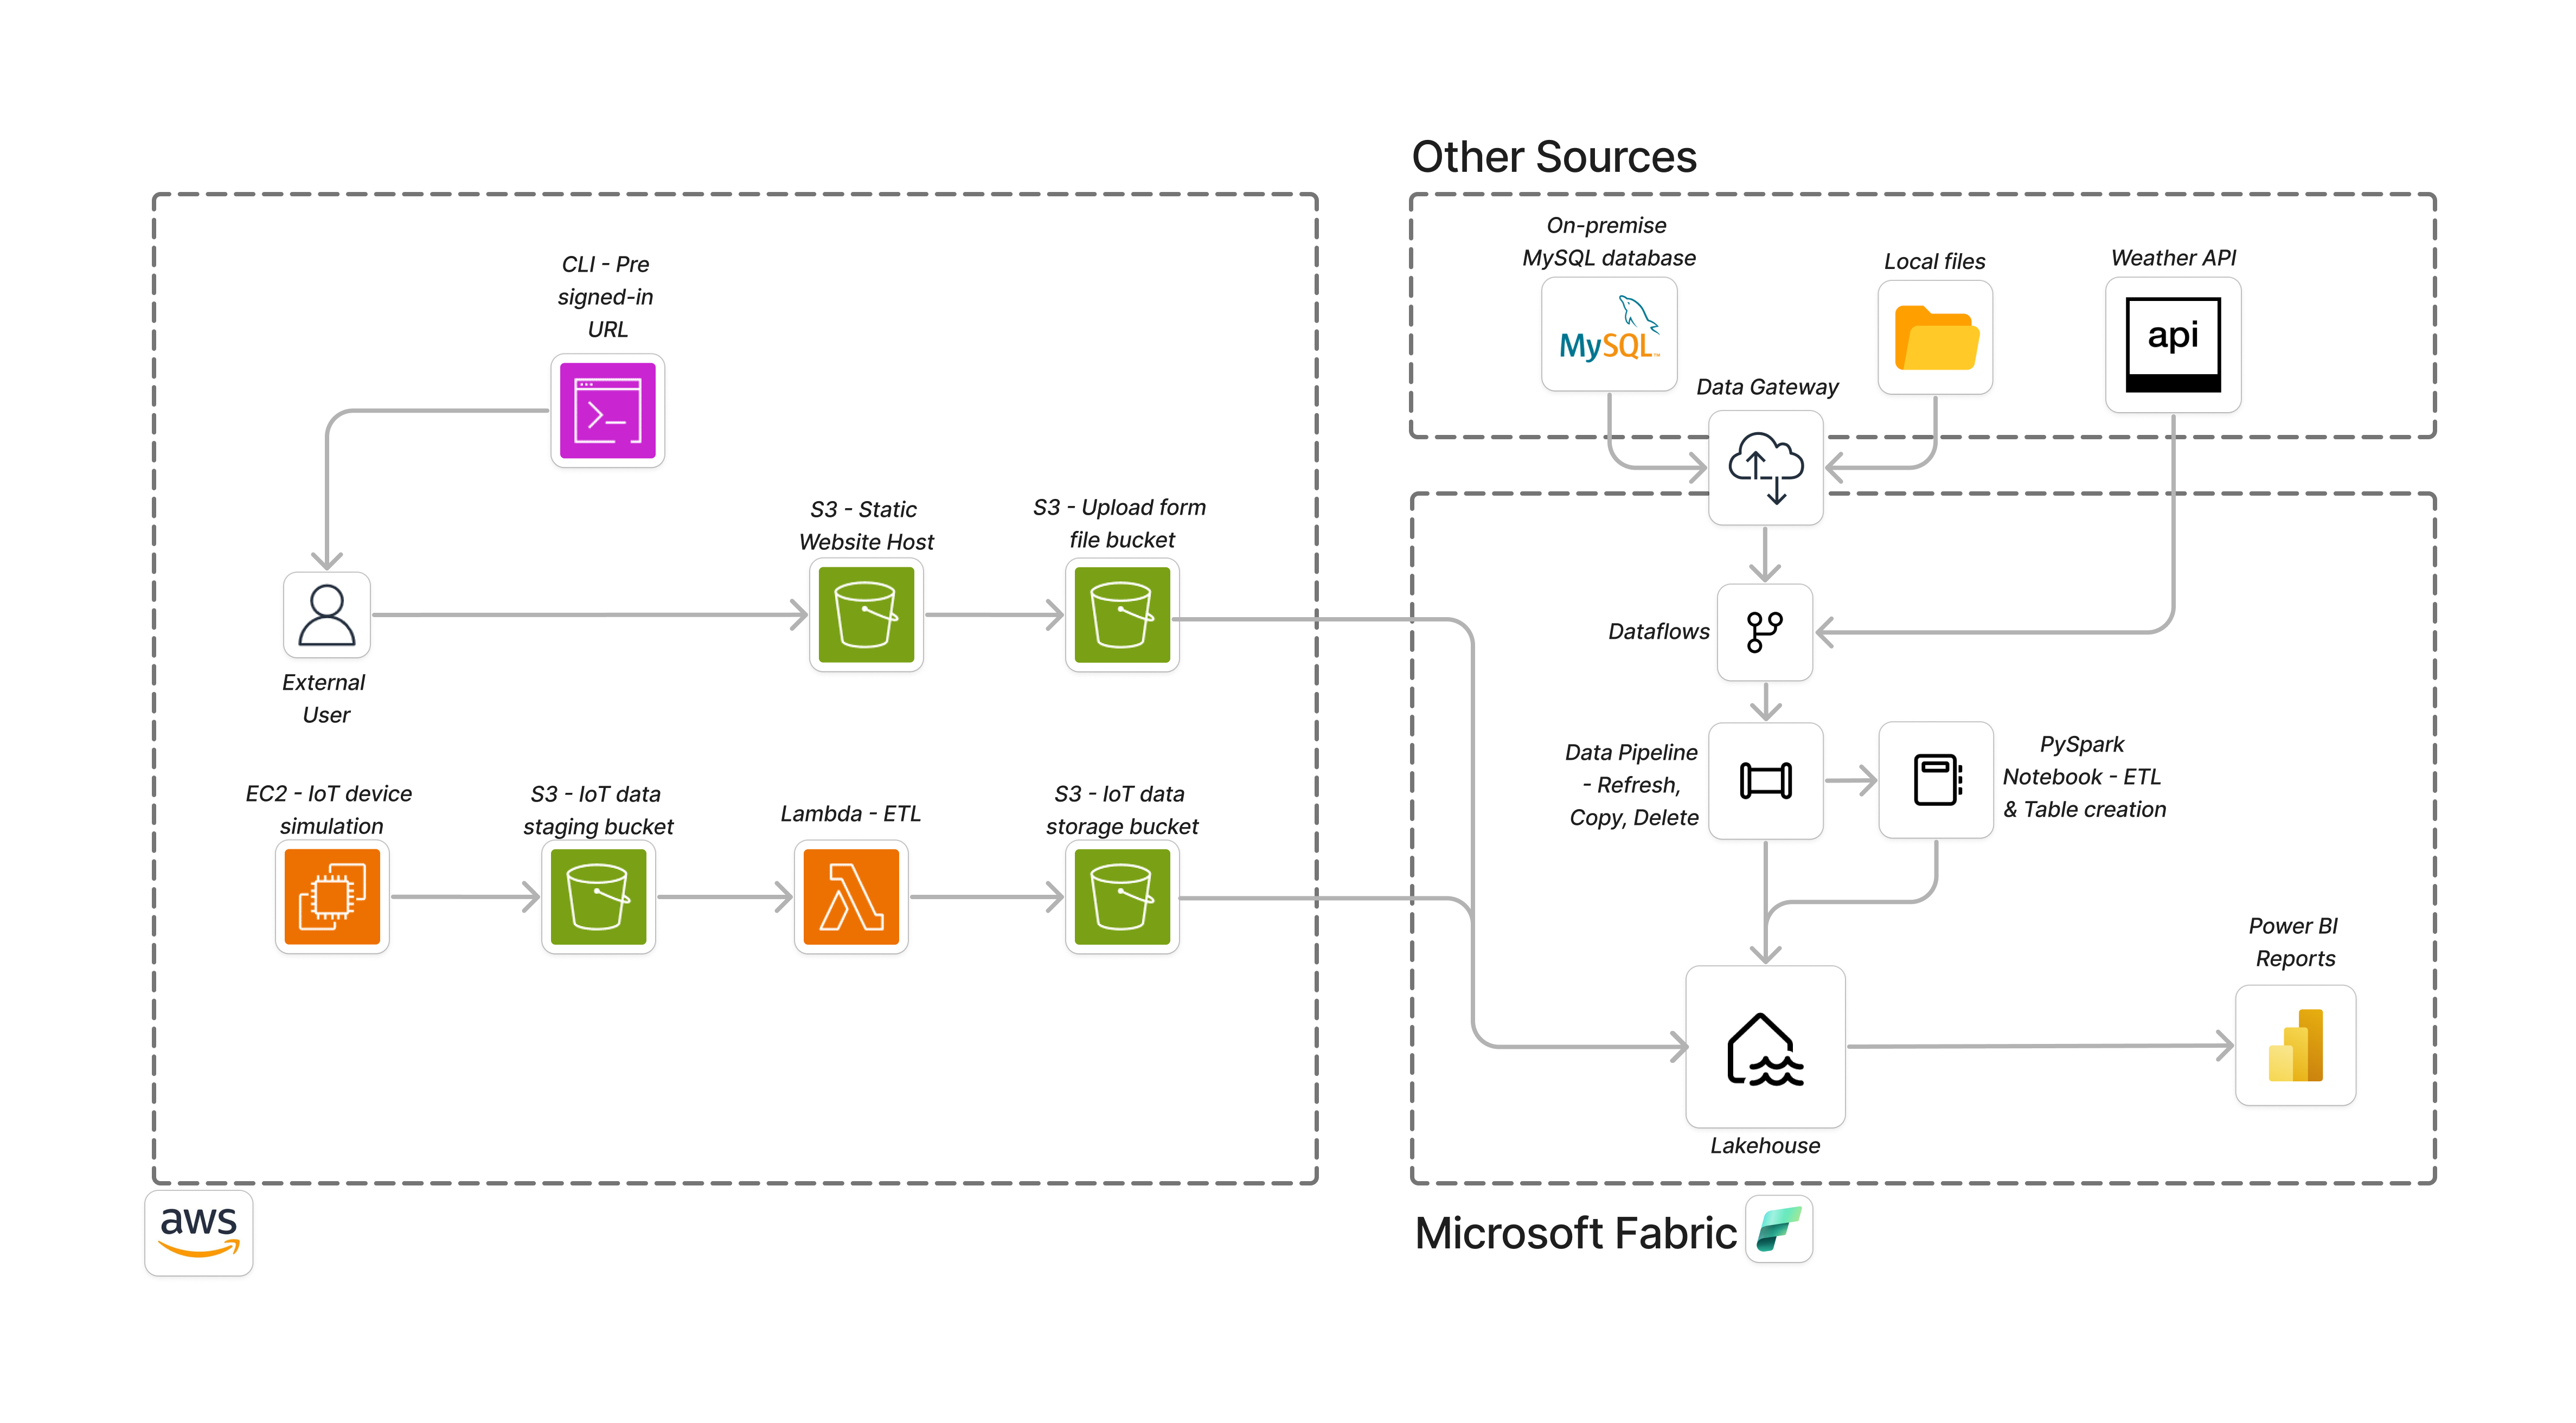 Other Sources
On-premise
MySQL database
Local files
Weather API
CLI - Pre
signed-in
URL
MySQL™
api
Data Gateway
S3 - Static
Website Host
S3 - Upload form
file bucket
Dataflows
External
User
Data Pipeline
- Refresh,
Copy, Delete
PySpark
Notebook - ETL
& Table creation
EC2 - IoT device
simulation
S3 - IoT data
staging bucket
Lambda - ETL
S3 - IoT data
storage bucket
Power BI
Reports
Lakehouse
aws
Microsoft Fabric